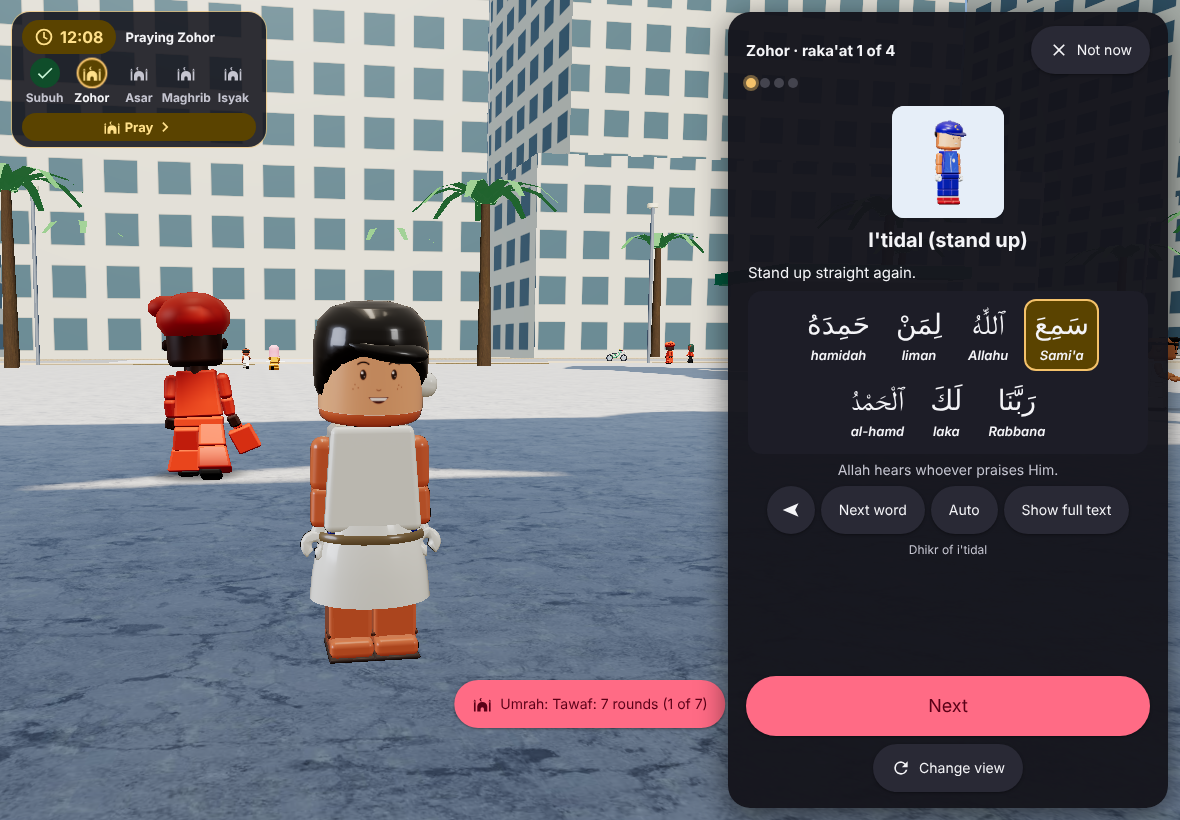 12:08
Praying Zohor
Subuh Zohor Asar Maghrib Isyak
Pray
Zohor · raka'at 1 of 4
Not now
I'tidal (stand up)
Stand up straight again.
سَمِعَ ٱللَّهُ لِمَنْ حَمِدَهُ
Sami'a Allahu liman hamidah
رَبَّنَا لَكَ ٱلْحَمْدُ
Rabbana laka al-hamd
Allah hears whoever praises Him.
Next word
Auto
Show full text
Dhikr of i'tidal
Umrah: Tawaf: 7 rounds (1 of 7)
Next
Change view